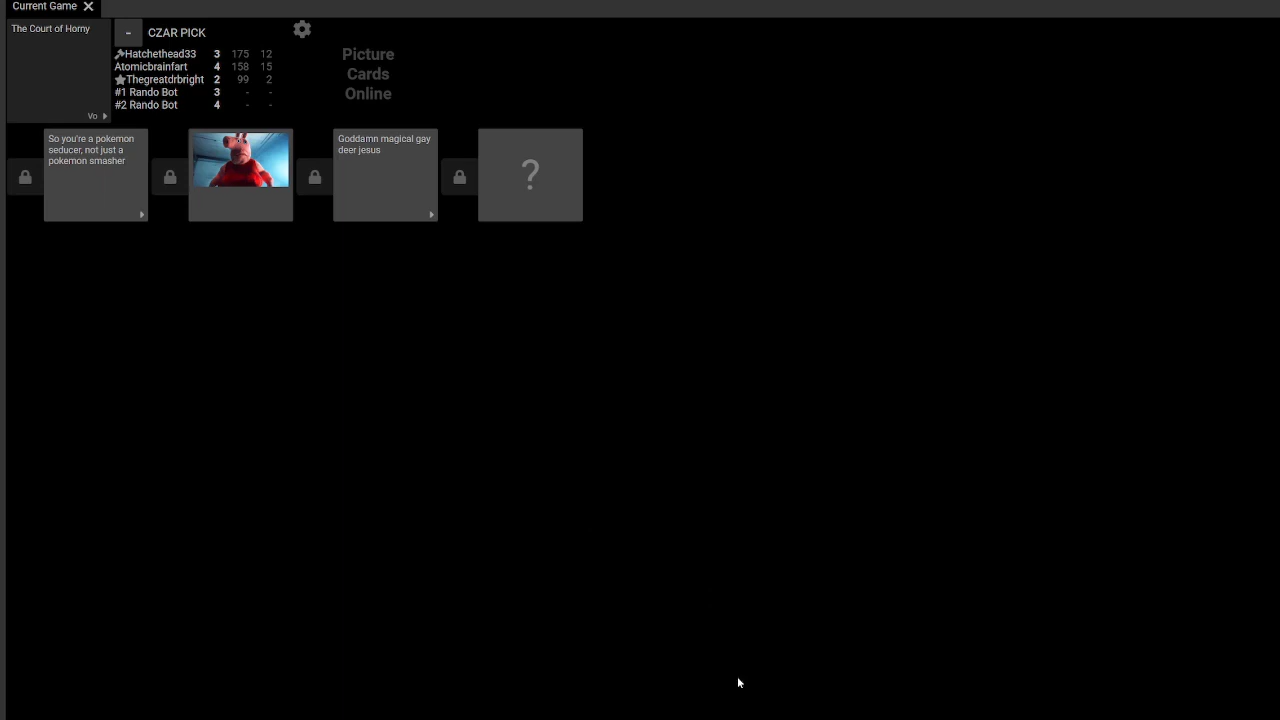 Current Game
The Court of Horny
Vo
-
CZAR PICK
Hatchethead33 3 175 12
Atomicbrainfart 4 158 15
Thegreatdrbright 2 99 2
#1 Rando Bot 3 - -
#2 Rando Bot 4 - -
Picture
Cards
Online
So you're a pokemon
seducer, not just a
pokemon smasher
Goddamn magical gay
deer jesus
?